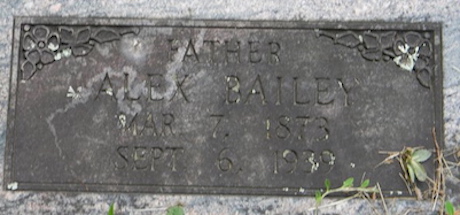 FATHER
ALEX BAILEY
MAR. 7, 1873
SEPT. 6, 1939